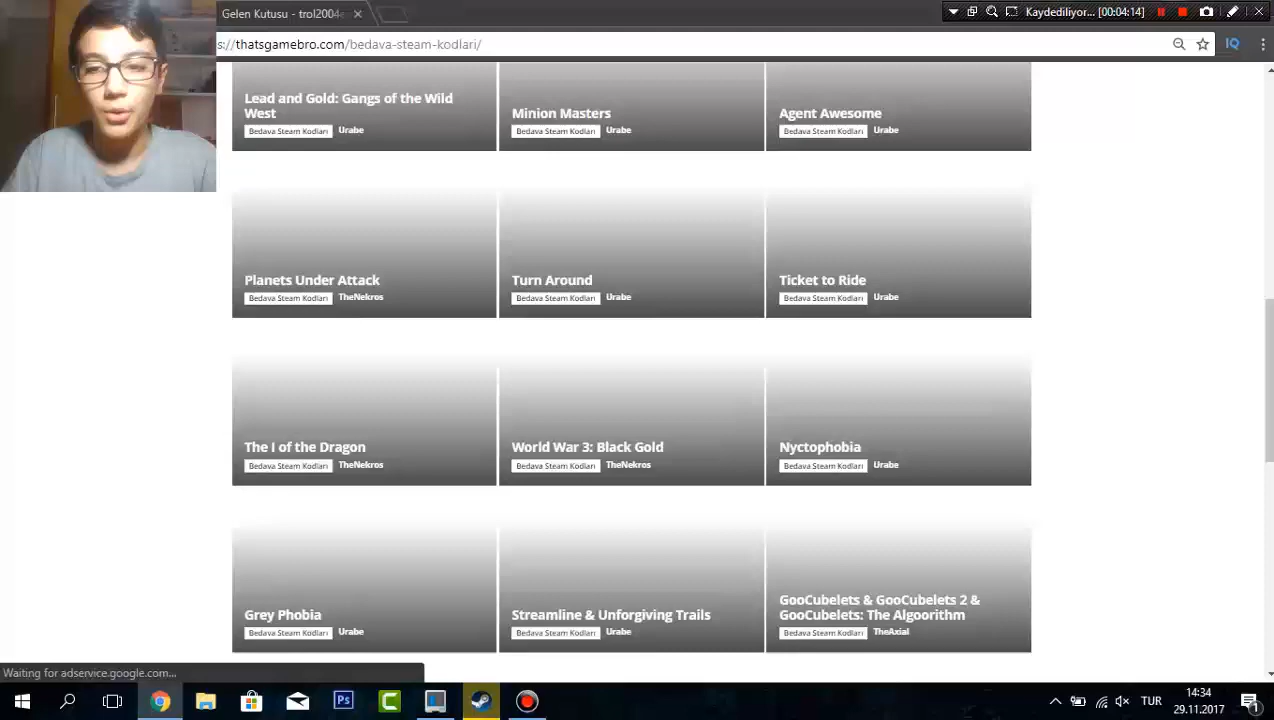 Gelen Kutusu - trol2004
Kaydediliyor... [00:04:14]
s://thatsgamebro.com/bedava-steam-kodlari/
IQ
Lead and Gold: Gangs of the Wild
West
Bedava Steam Kodları Urabe
Minion Masters
Bedava Steam Kodları Urabe
Agent Awesome
Bedava Steam Kodları Urabe
Planets Under Attack
Bedava Steam Kodları TheNekros
Turn Around
Bedava Steam Kodları Urabe
Ticket to Ride
Bedava Steam Kodları Urabe
The I of the Dragon
Bedava Steam Kodları TheNekros
World War 3: Black Gold
Bedava Steam Kodları TheNekros
Nyctophobia
Bedava Steam Kodları Urabe
Grey Phobia
Bedava Steam Kodları Urabe
Streamline & Unforgiving Trails
Bedava Steam Kodları Urabe
GooCubelets & GooCubelets 2 &
GooCubelets: The Algoorithm
Bedava Steam Kodları TheAxial
Waiting for adservice.google.com...
Ps
TUR
14:34
29.11.2017
1